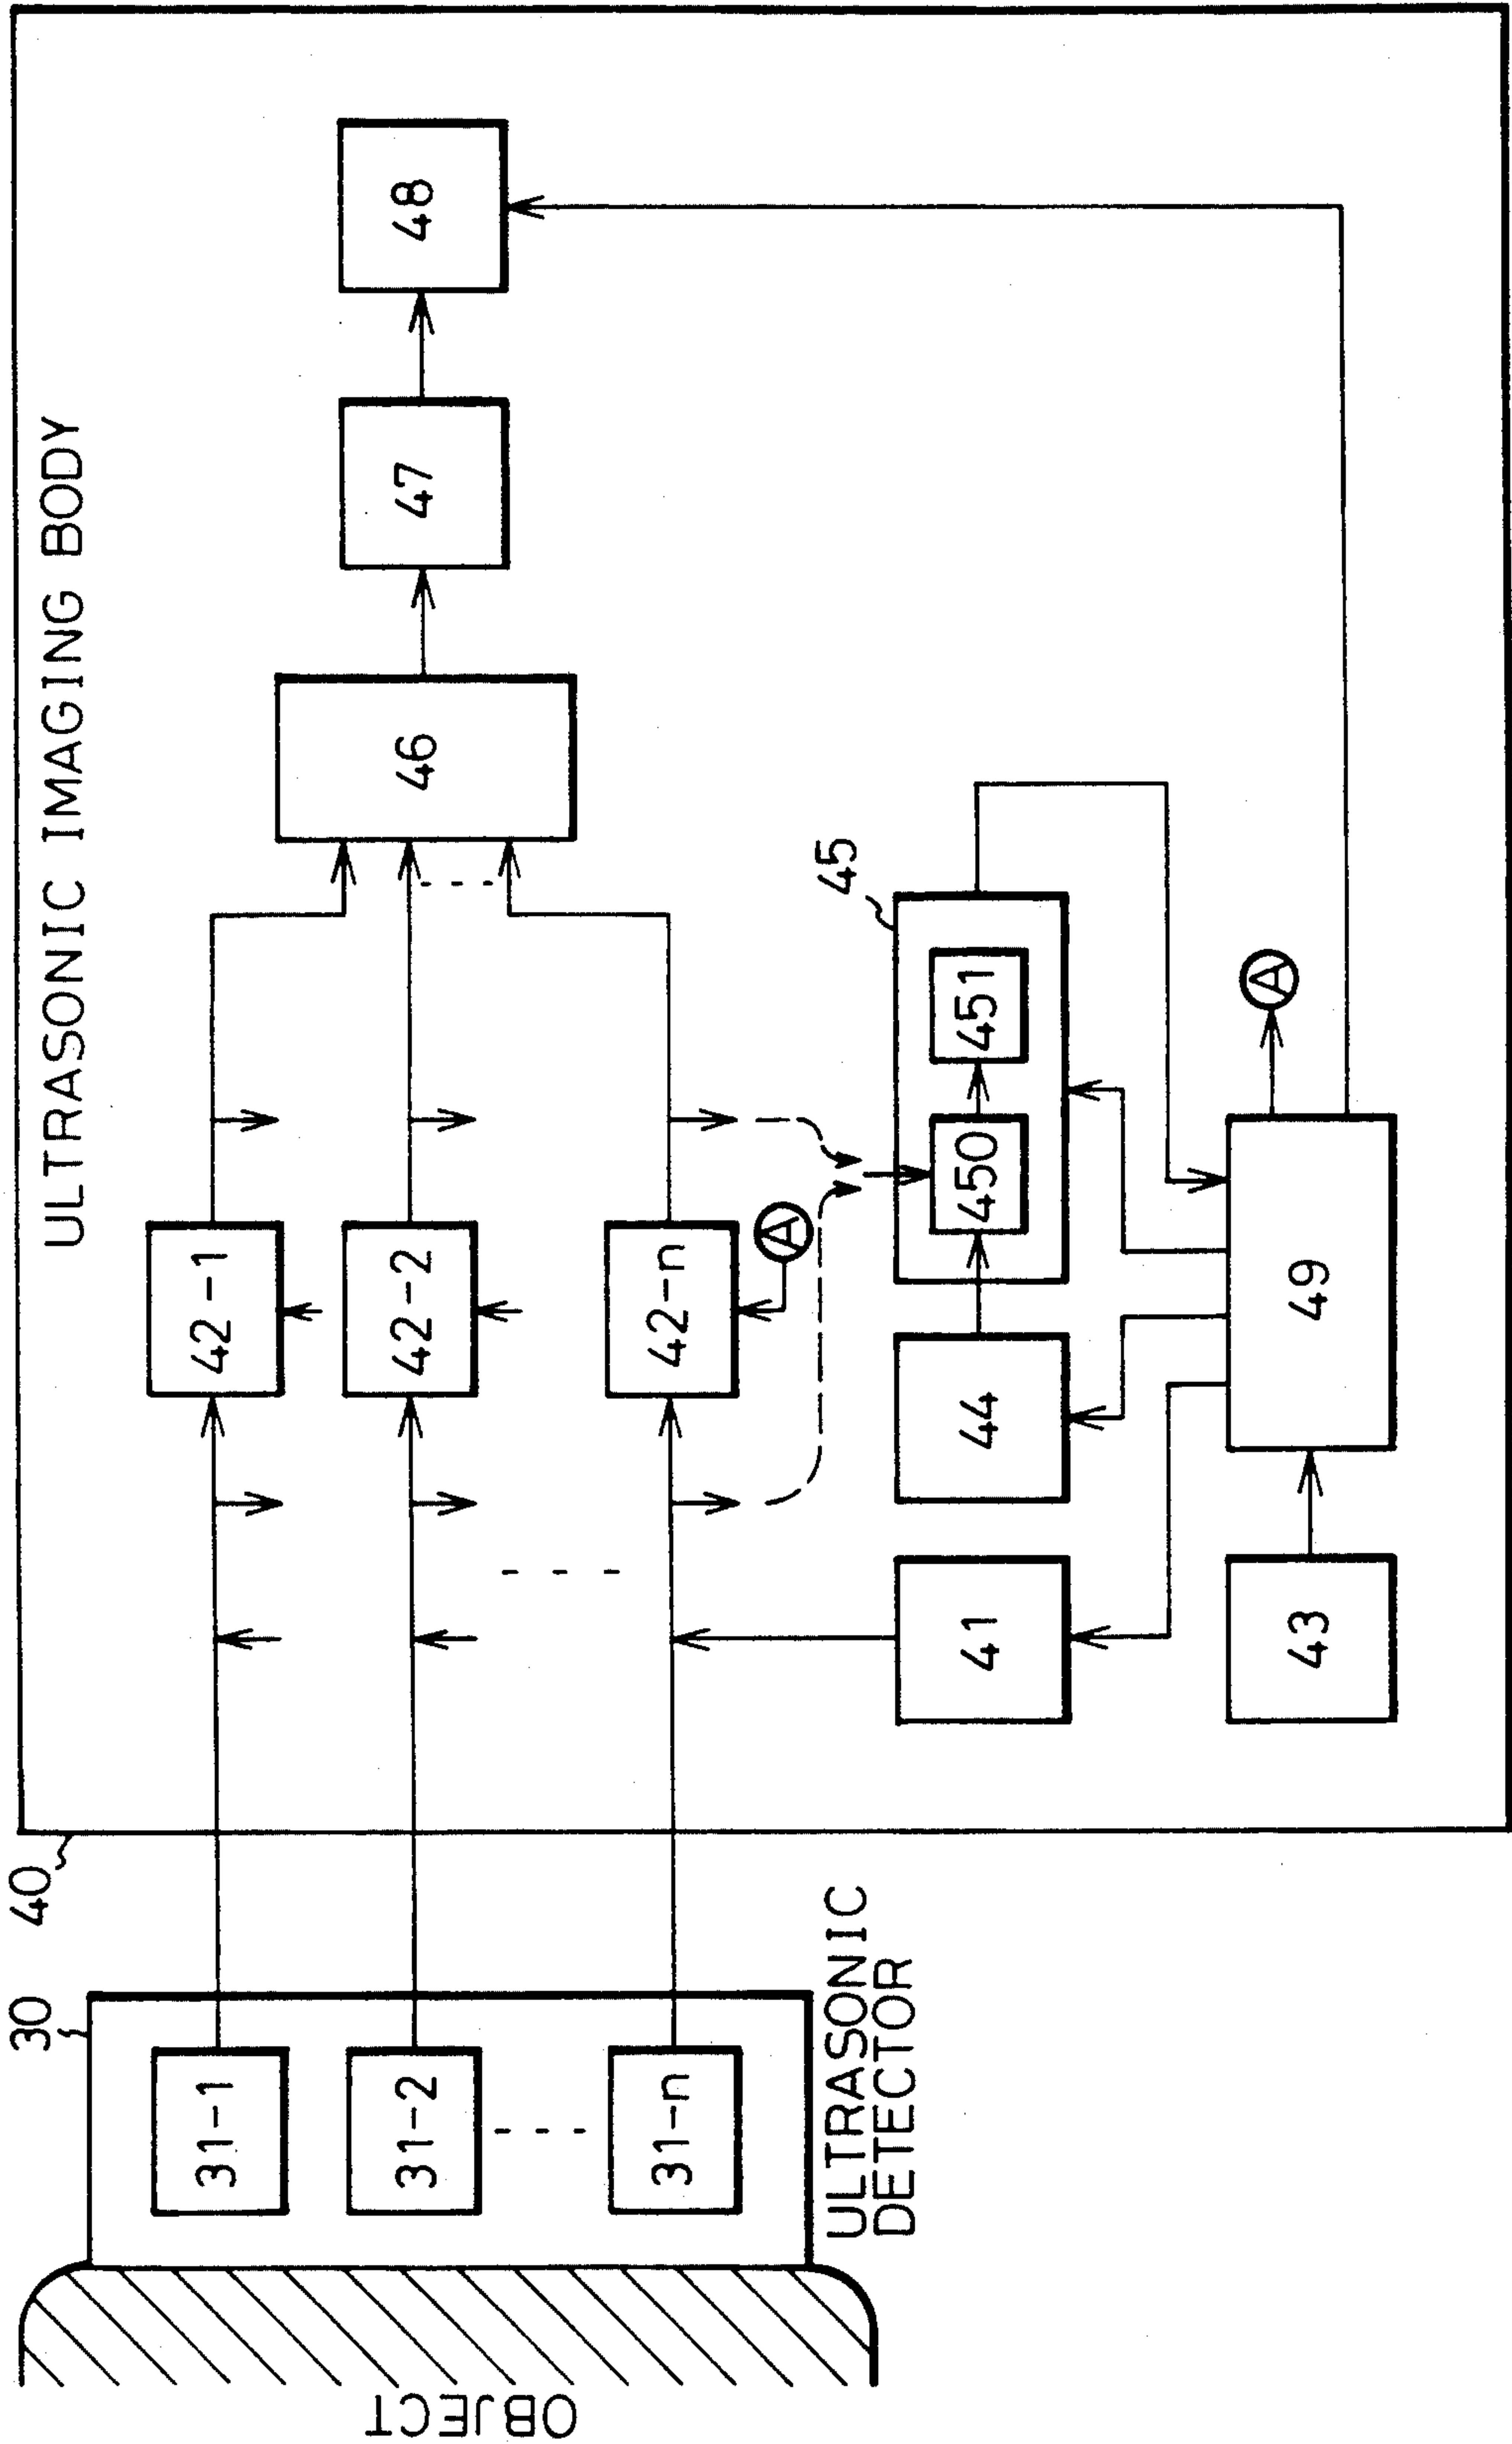 ULTRASONIC IMAGING BODY
40
30
OBJECT
31-1
31-2
31-n
ULTRASONIC
DETECTOR
42-1
42-2
42-n
A
46
47
48
45
450
451
44
41
43
49
A